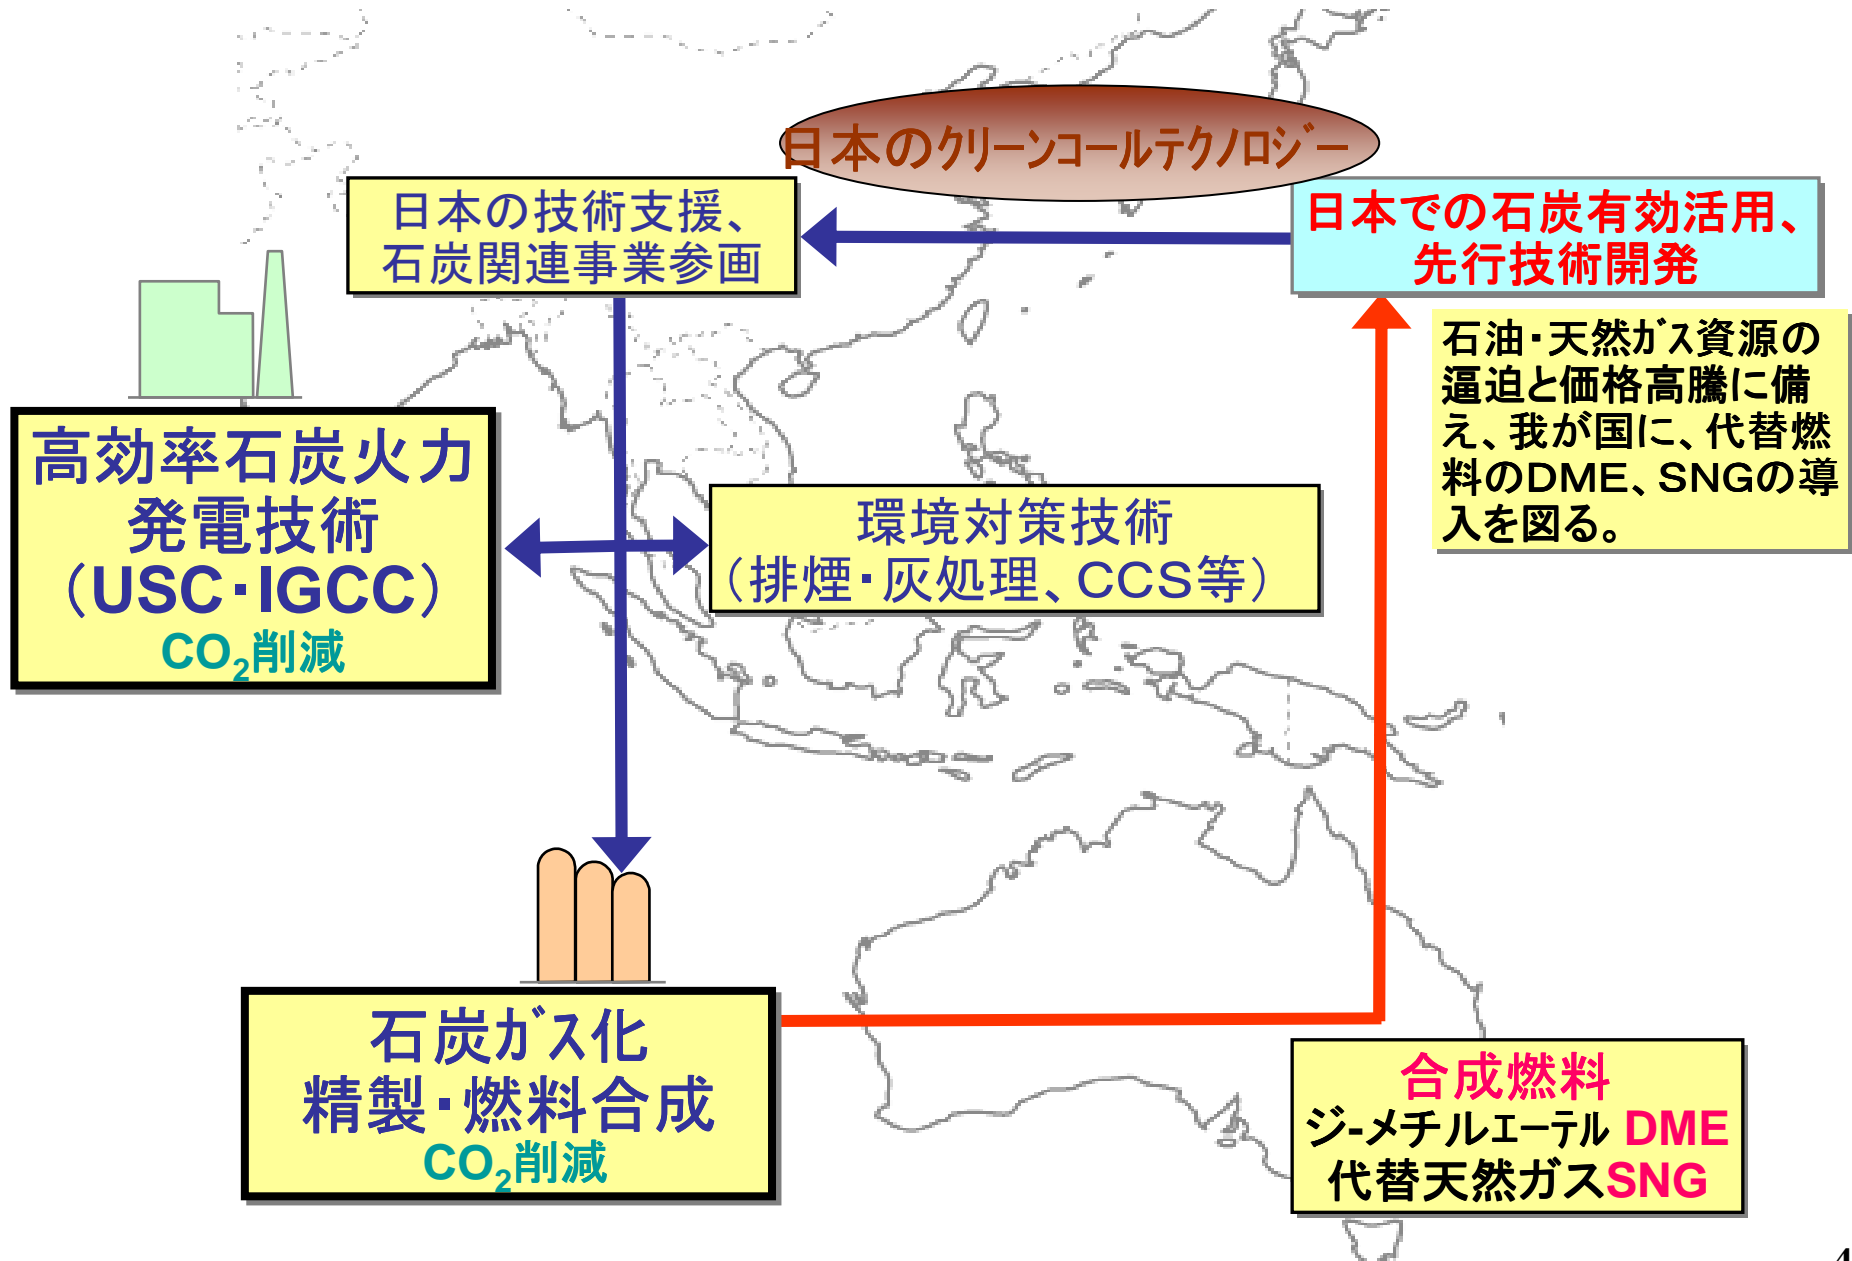 日本のクリーンコールテクノロジー
日本の技術支援、
石炭関連事業参画
日本での石炭有効活用、
先行技術開発
石油・天然ガス資源の
逼迫と価格高騰に備
え、我が国に、代替燃
料のDME、SNGの導
入を図る。
高効率石炭火力
発電技術
（USC・IGCC）
CO₂削減
環境対策技術
（排煙・灰処理、CCS等）
石炭ガス化
精製・燃料合成
CO₂削減
合成燃料
ジ-メチルエーテル DME
代替天然ガスSNG
4